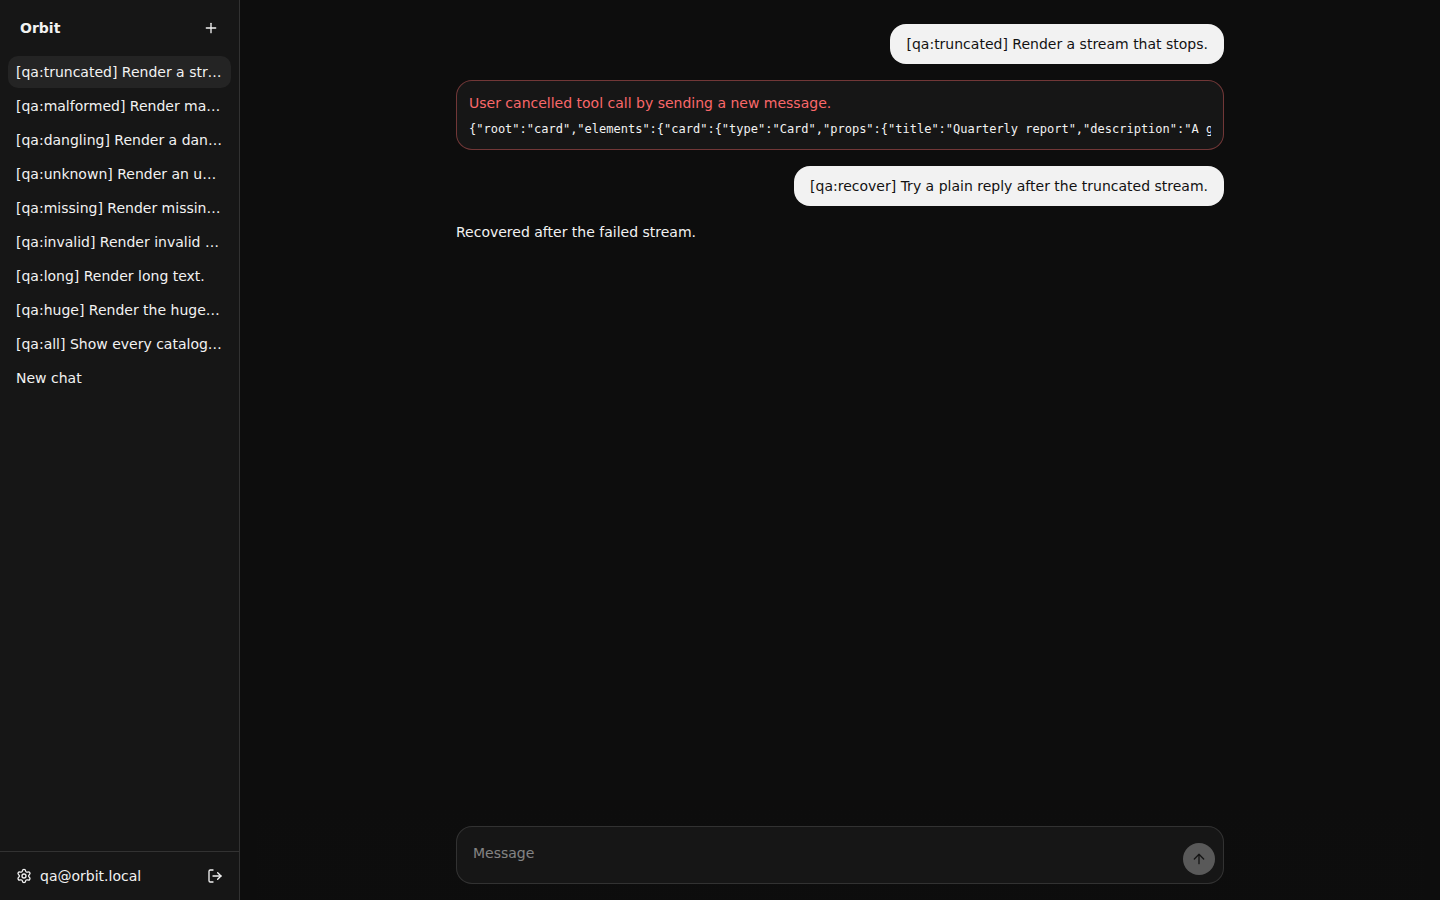 Orbit
[qa:truncated] Render a str…
[qa:malformed] Render ma…
[qa:dangling] Render a dan…
[qa:unknown] Render an u…
[qa:missing] Render missin…
[qa:invalid] Render invalid …
[qa:long] Render long text.
[qa:huge] Render the huge…
[qa:all] Show every catalog…
New chat
qa@orbit.local
[qa:truncated] Render a stream that stops.
User cancelled tool call by sending a new message.
{"root":"card","elements":{"card":{"type":"Card","props":{"title":"Quarterly report","description":"A g
[qa:recover] Try a plain reply after the truncated stream.
Recovered after the failed stream.
Message